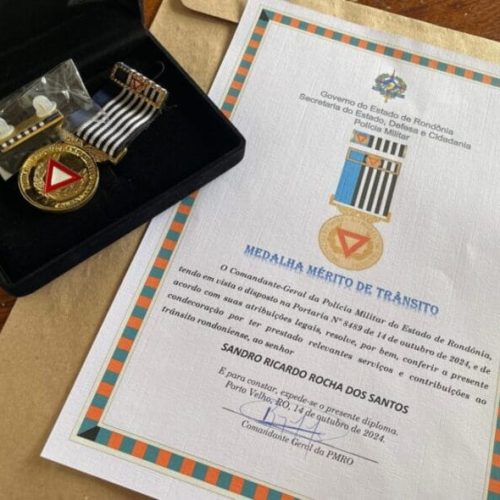 Governo do Estado de Rondônia
Secretaria do Estado, Defesa e Cidadania
Polícia Militar
MEDALHA MÉRITO DE TRÂNSITO
O Comandante-Geral da Polícia Militar do Estado de Rondônia,
tendo em vista o disposto na Portaria Nº 8489 de 14 de outubro de 2024, e de
acordo com suas atribuições legais, resolve, por bem, conferir a presente
condecoração por ter prestado relevantes serviços e contribuições ao
trânsito rondoniense, ao senhor
SANDRO RICARDO ROCHA DOS SANTOS
E para constar, expede-se o presente diploma.
Porto Velho, RO, 14 de outubro de 2024.
Comandante Geral da PMRO